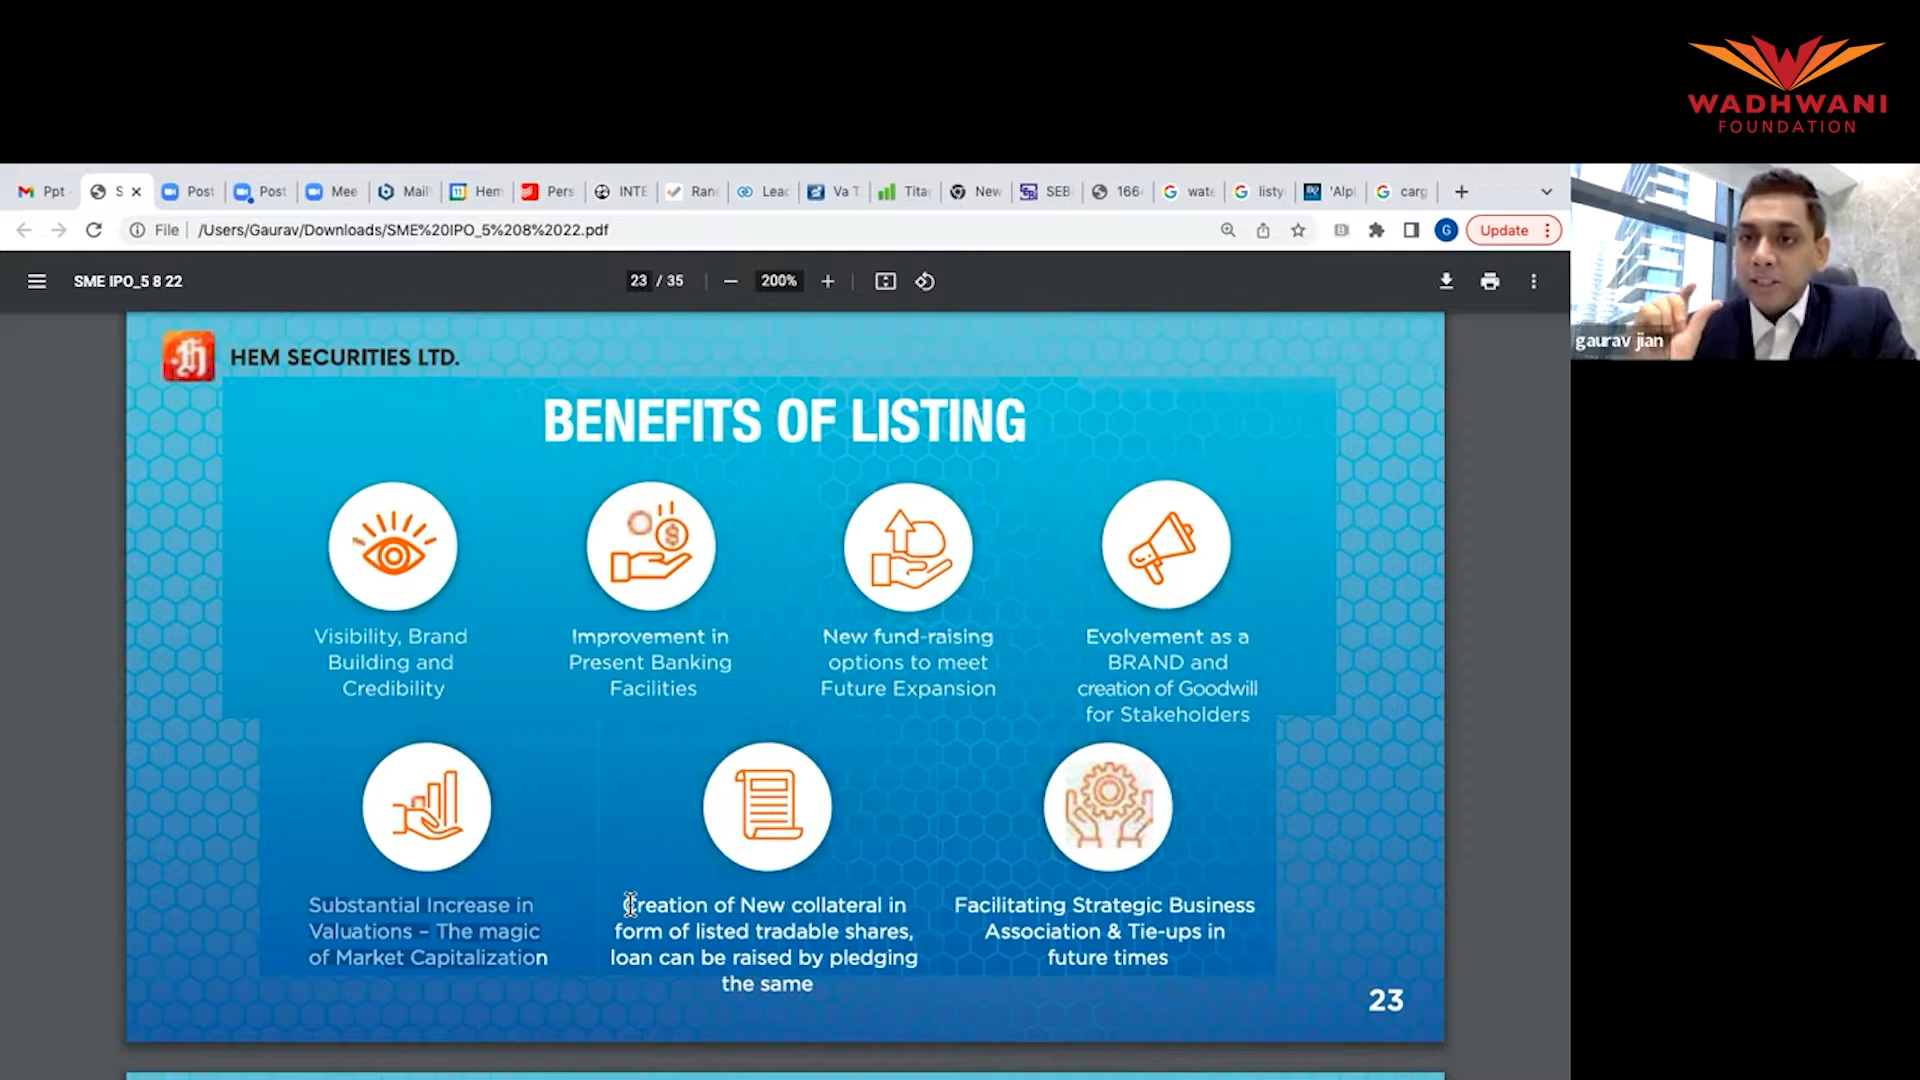 WADHWANI
FOUNDATION
Ppt
S
Post
Post
Mee
Mail
Hem
Pers
INTE
Ran
Lead
Va T
Tita
New
SEB
166
wate
listy
'Alpl
carg
File
/Users/Gaurav/Downloads/SME%20IPO_5%208%2022.pdf
G
Update
SME IPO_5 8 22
23 / 35
200%
gaurav jian
HEM SECURITIES LTD.
BENEFITS OF LISTING
Visibility, Brand
Building and
Credibility
Improvement in
Present Banking
Facilities
New fund-raising
options to meet
Future Expansion
Evolvement as a
BRAND and
creation of Goodwill
for Stakeholders
Substantial Increase in
Valuations – The magic
of Market Capitalization
Creation of New collateral in
form of listed tradable shares,
loan can be raised by pledging
the same
Facilitating Strategic Business
Association & Tie-ups in
future times
23